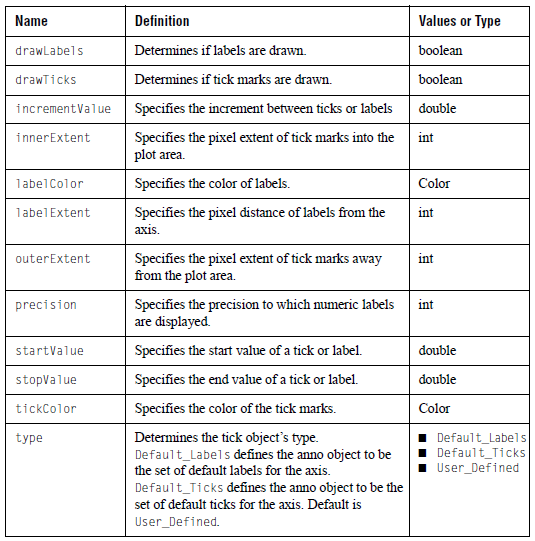 Name Definition Values or Type
drawLabels Determines if labels are drawn. boolean
drawTicks Determines if tick marks are drawn. boolean
incrementValue Specifies the increment between ticks or labels double
innerExtent Specifies the pixel extent of tick marks into the int
plot area.
labelColor Specifies the color of labels. Color
labelExtent Specifies the pixel distance of labels from the int
axis.
outerExtent Specifies the pixel extent of tick marks away int
from the plot area.
precision Specifies the precision to which numeric labels int
are displayed.
startValue Specifies the start value of a tick or label. double
stopValue Specifies the end value of a tick or label. double
tickColor Specifies the color of the tick marks. Color
type Determines the tick object's type. ■ Default_Labels
Default_Labels defines the anno object to be ■ Default_Ticks
the set of default labels for the axis. ■ User_Defined
Default_Ticks defines the anno object to be the
set of default ticks for the axis. Default is
User_Defined.